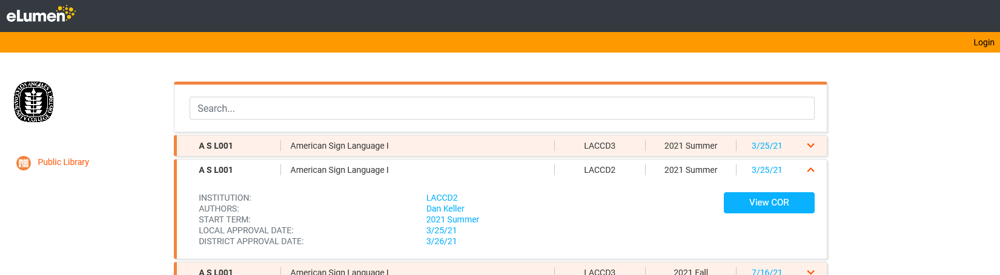 eLumen
Login
LOS ANGELES
COMMUNITY COLLEGE DISTRICT
Public Library
Search...
A S L001 American Sign Language I LACCD3 2021 Summer 3/25/21
A S L001 American Sign Language I LACCD2 2021 Summer 3/25/21
INSTITUTION: LACCD2
AUTHORS: Dan Keller
START TERM: 2021 Summer
LOCAL APPROVAL DATE: 3/25/21
DISTRICT APPROVAL DATE: 3/26/21
View COR
A S L001 American Sign Language I LACCD3 2021 Fall 7/16/21